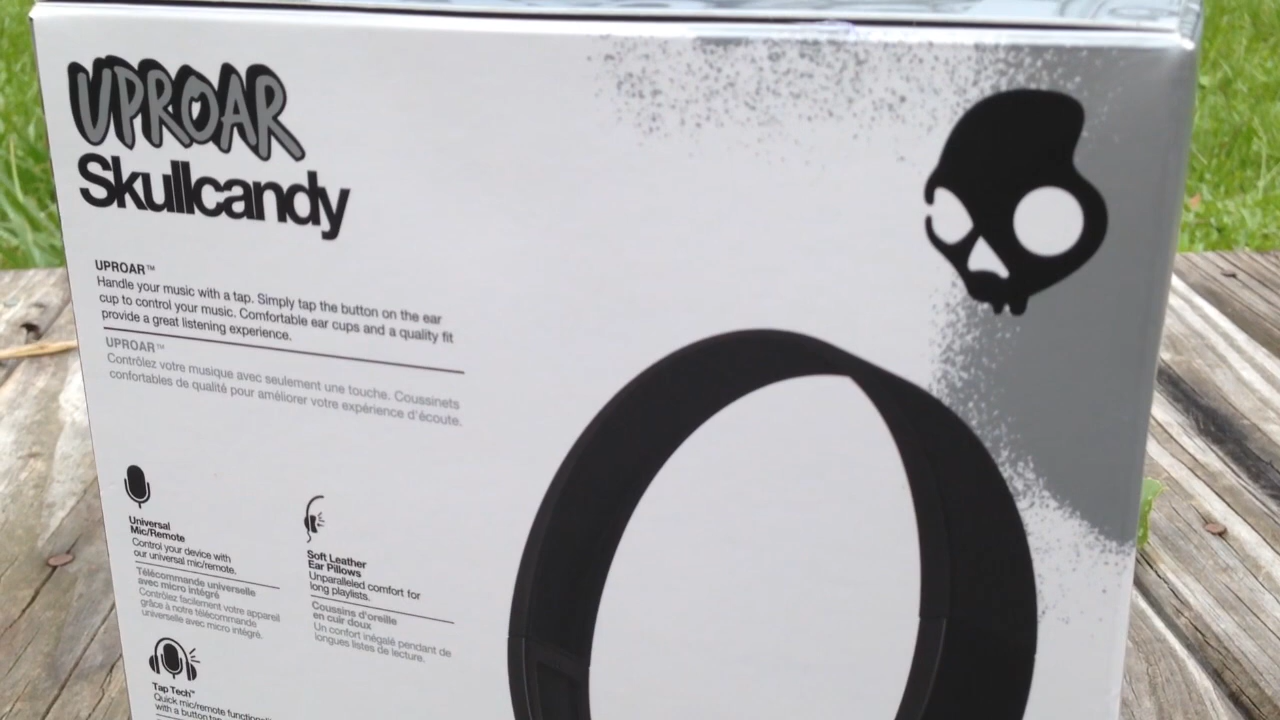 UPROAR
Skullcandy
UPROAR™
Handle your music with a tap. Simply tap the button on the ear
cup to control your music. Comfortable ear cups and a quality fit
provide a great listening experience.
UPROAR™
Contrôlez votre musique avec seulement une touche. Coussinets
confortables de qualité pour améliorer votre expérience d'écoute.
Universal
Mic/Remote
Control your device with
our universal mic/remote.
Télécommande universelle
avec micro intégré
Contrôlez facilement votre appareil
grâce à notre télécommande
universelle avec micro intégré.
Soft Leather
Ear Pillows
Unparalleled comfort for
long playlists.
Coussins d'oreille
en cuir doux
Un confort inégalé pendant de
longues listes de lecture.
Tap Tech™
Quick mic/remote
with a button